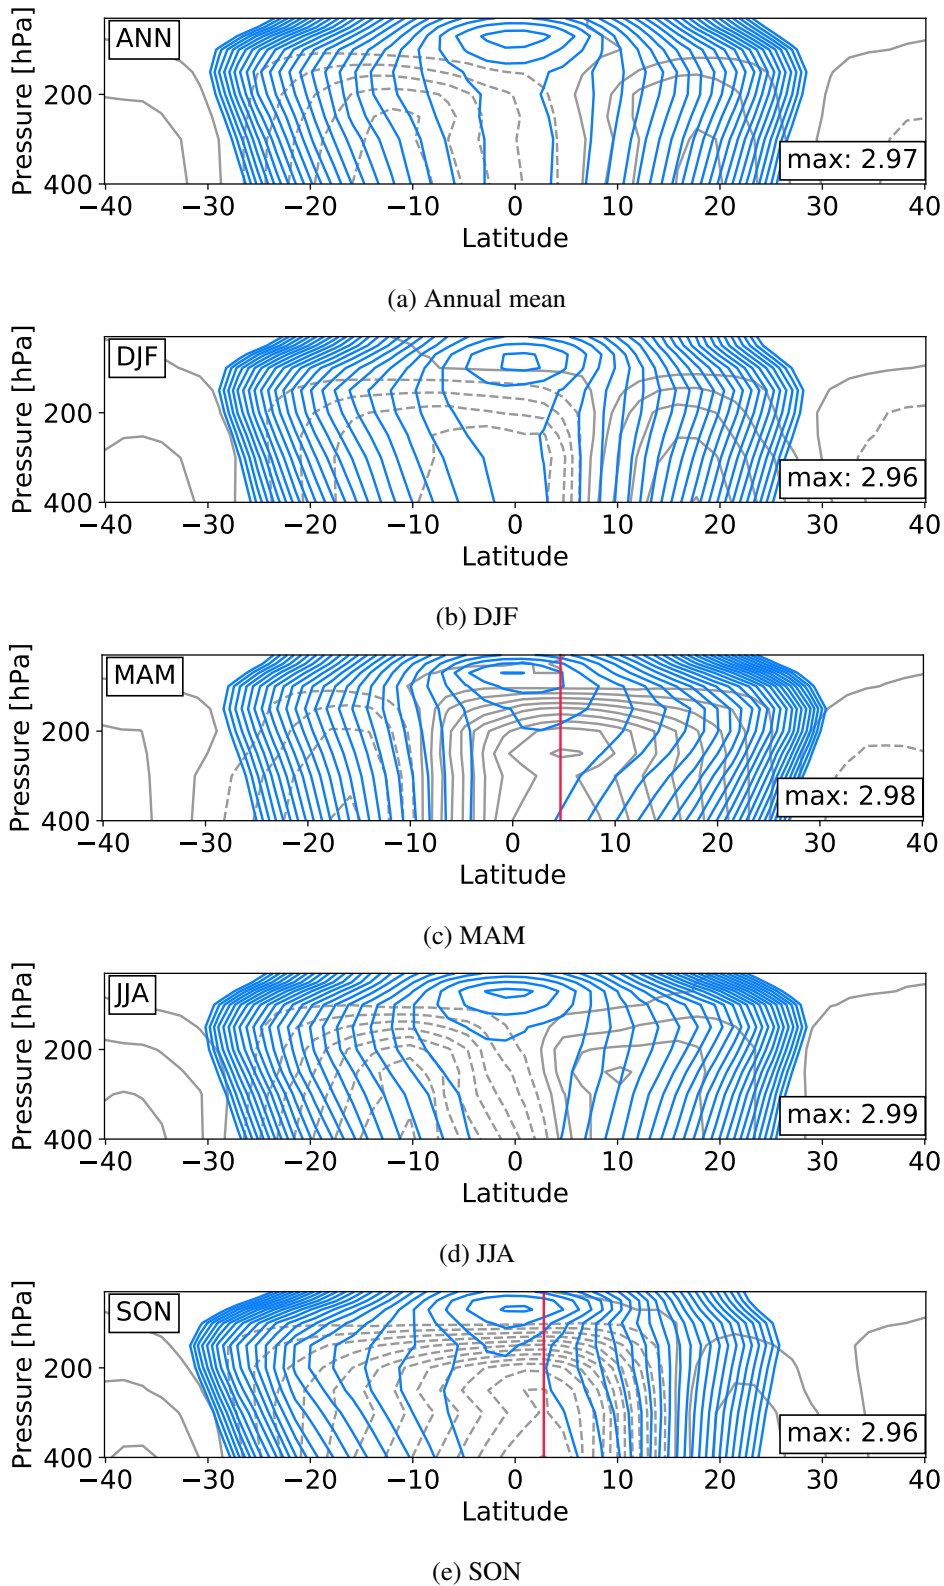 ANN
Pressure [hPa]
200
400
max: 2.97
−40 −30 −20 −10 0 10 20 30 40
Latitude
(a) Annual mean
DJF
Pressure [hPa]
200
400
max: 2.96
−40 −30 −20 −10 0 10 20 30 40
Latitude
(b) DJF
MAM
Pressure [hPa]
200
400
max: 2.98
−40 −30 −20 −10 0 10 20 30 40
Latitude
(c) MAM
JJA
Pressure [hPa]
200
400
max: 2.99
−40 −30 −20 −10 0 10 20 30 40
Latitude
(d) JJA
SON
Pressure [hPa]
200
400
max: 2.96
−40 −30 −20 −10 0 10 20 30 40
Latitude
(e) SON